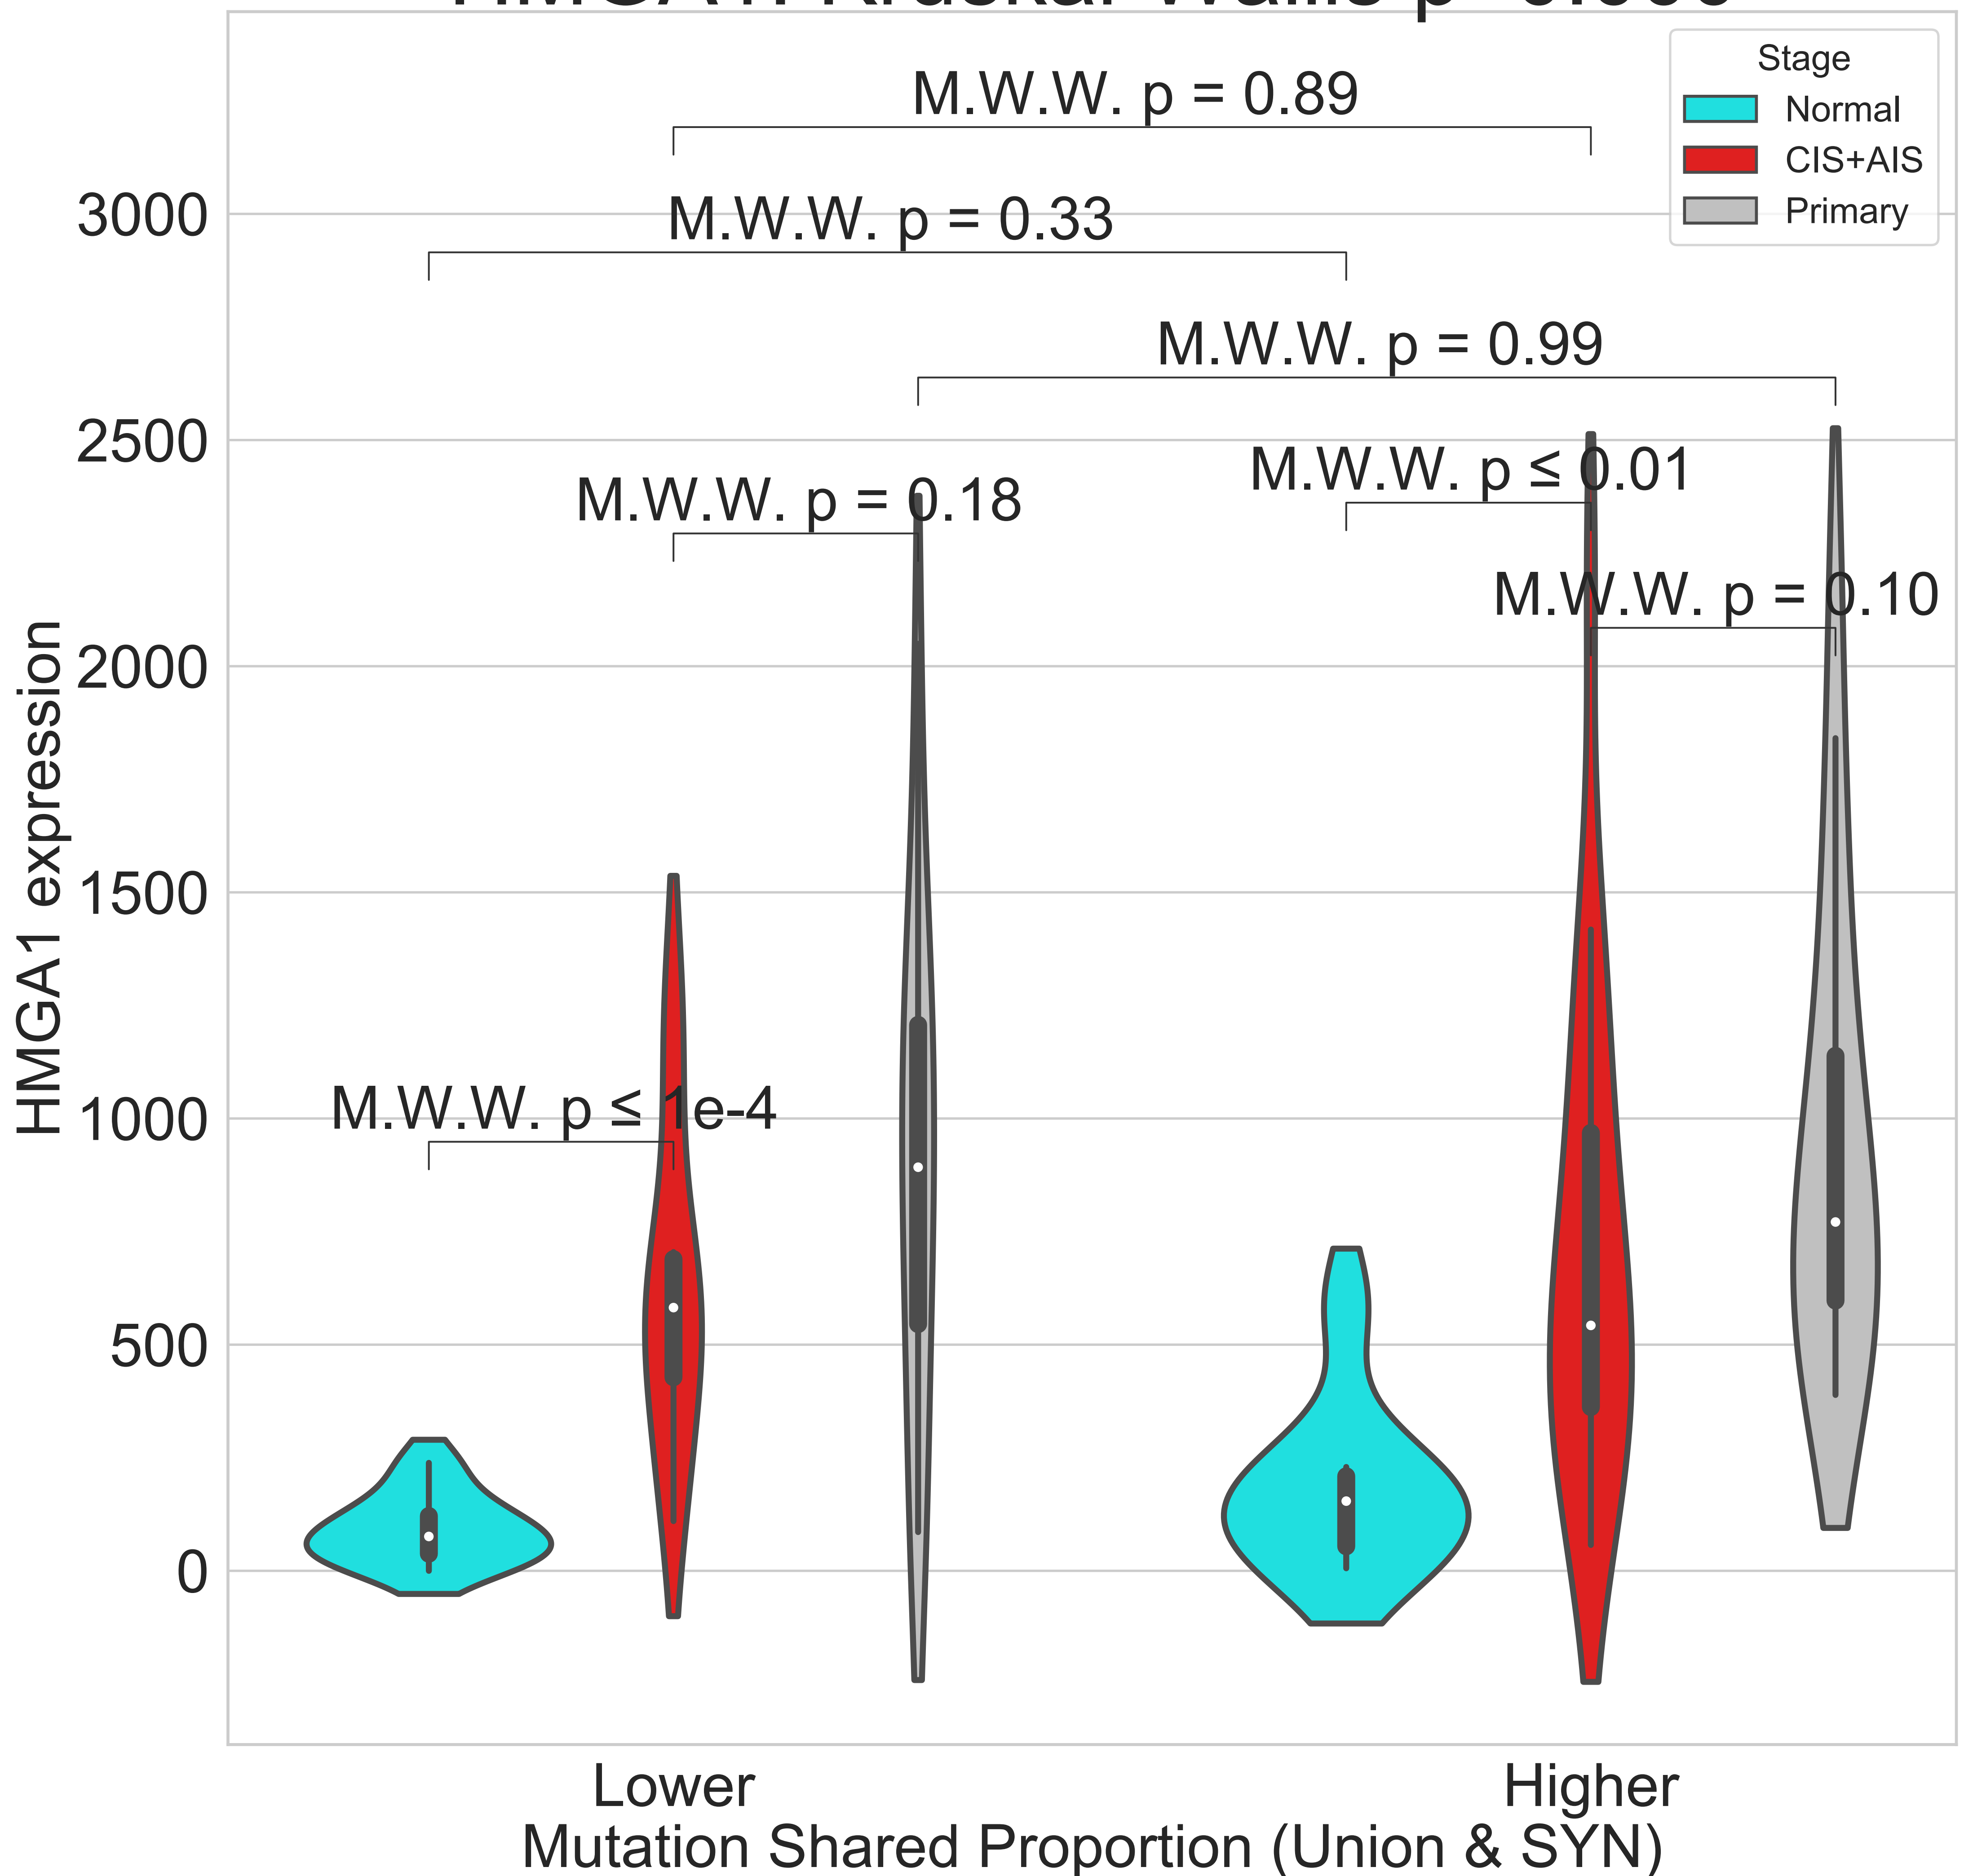 Stage
Normal
CIS+AIS
Primary
M.W.W. p = 0.89
M.W.W. p = 0.33
M.W.W. p = 0.99
M.W.W. p ≤ 0.01
M.W.W. p = 0.18
M.W.W. p = 0.10
M.W.W. p ≤ 1e-4
3000
2500
2000
1500
1000
500
0
HMGA1 expression
Lower
Higher
Mutation Shared Proportion (Union & SYN)